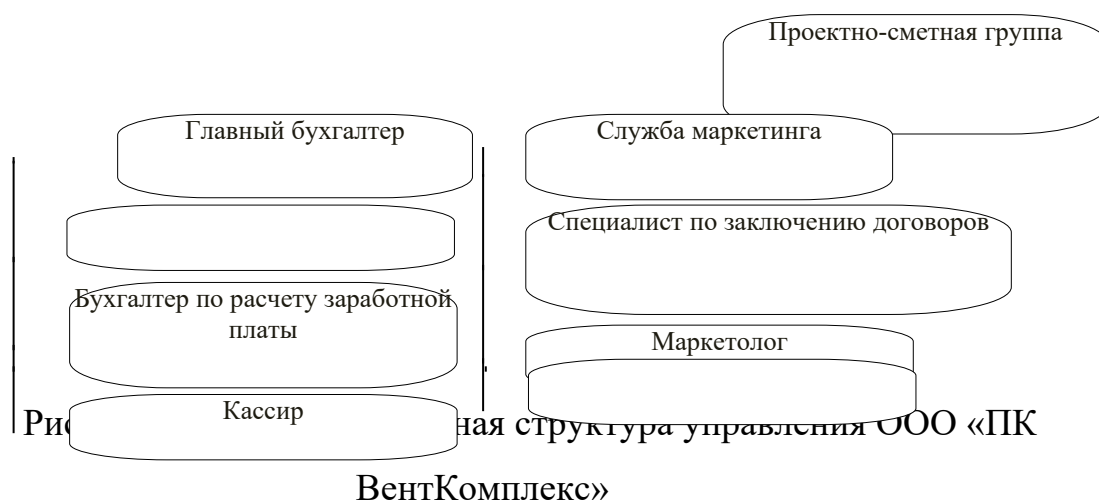 Проектно-сметная группа
Главный бухгалтер
Служба маркетинга
Специалист по заключению договоров
Бухгалтер по расчету заработной
платы
Маркетолог
Кассир
ная структура управления ООО «ПК
ВентКомплекс»